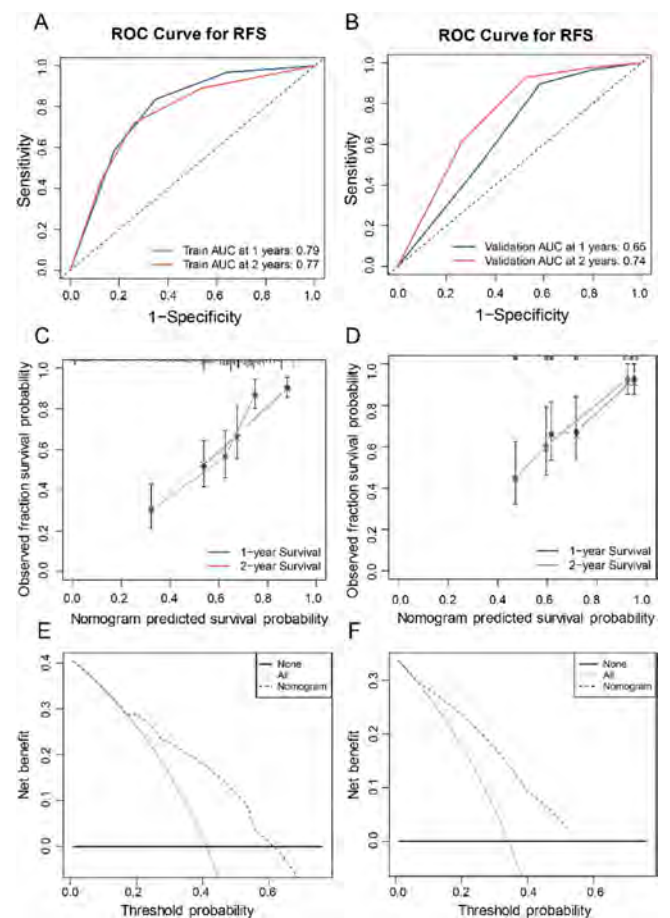 A
ROC Curve for RFS
Sensitivity
0.0 0.2 0.4 0.6 0.8 1.0
Train AUC at 1 years: 0.79
Train AUC at 2 years: 0.77
0.0 0.2 0.4 0.6 0.8 1.0
1-Specificity
B
ROC Curve for RFS
Sensitivity
0.0 0.2 0.4 0.6 0.8 1.0
Validation AUC at 1 years: 0.65
Validation AUC at 2 years: 0.74
0.0 0.2 0.4 0.6 0.8 1.0
1-Specificity
C
Observed fraction survival probability
0.0 0.2 0.4 0.6 0.8 1.0
1-year Survival
2-year Survival
0.0 0.2 0.4 0.6 0.8 1.0
Nomogram predicted survival probability
D
Observed fraction survival probability
0.0 0.2 0.4 0.6 0.8 1.0
1-year Survival
2-year Survival
0.0 0.2 0.4 0.6 0.8 1.0
Nomogram predicted survival probability
E
Net benefit
0.0 0.1 0.2 0.3 0.4
None
All
Nomogram
0.0 0.2 0.4 0.6
Threshold probability
F
Net benefit
0.0 0.1 0.2 0.3
None
All
Nomogram
0.0 0.2 0.4 0.6
Threshold probability